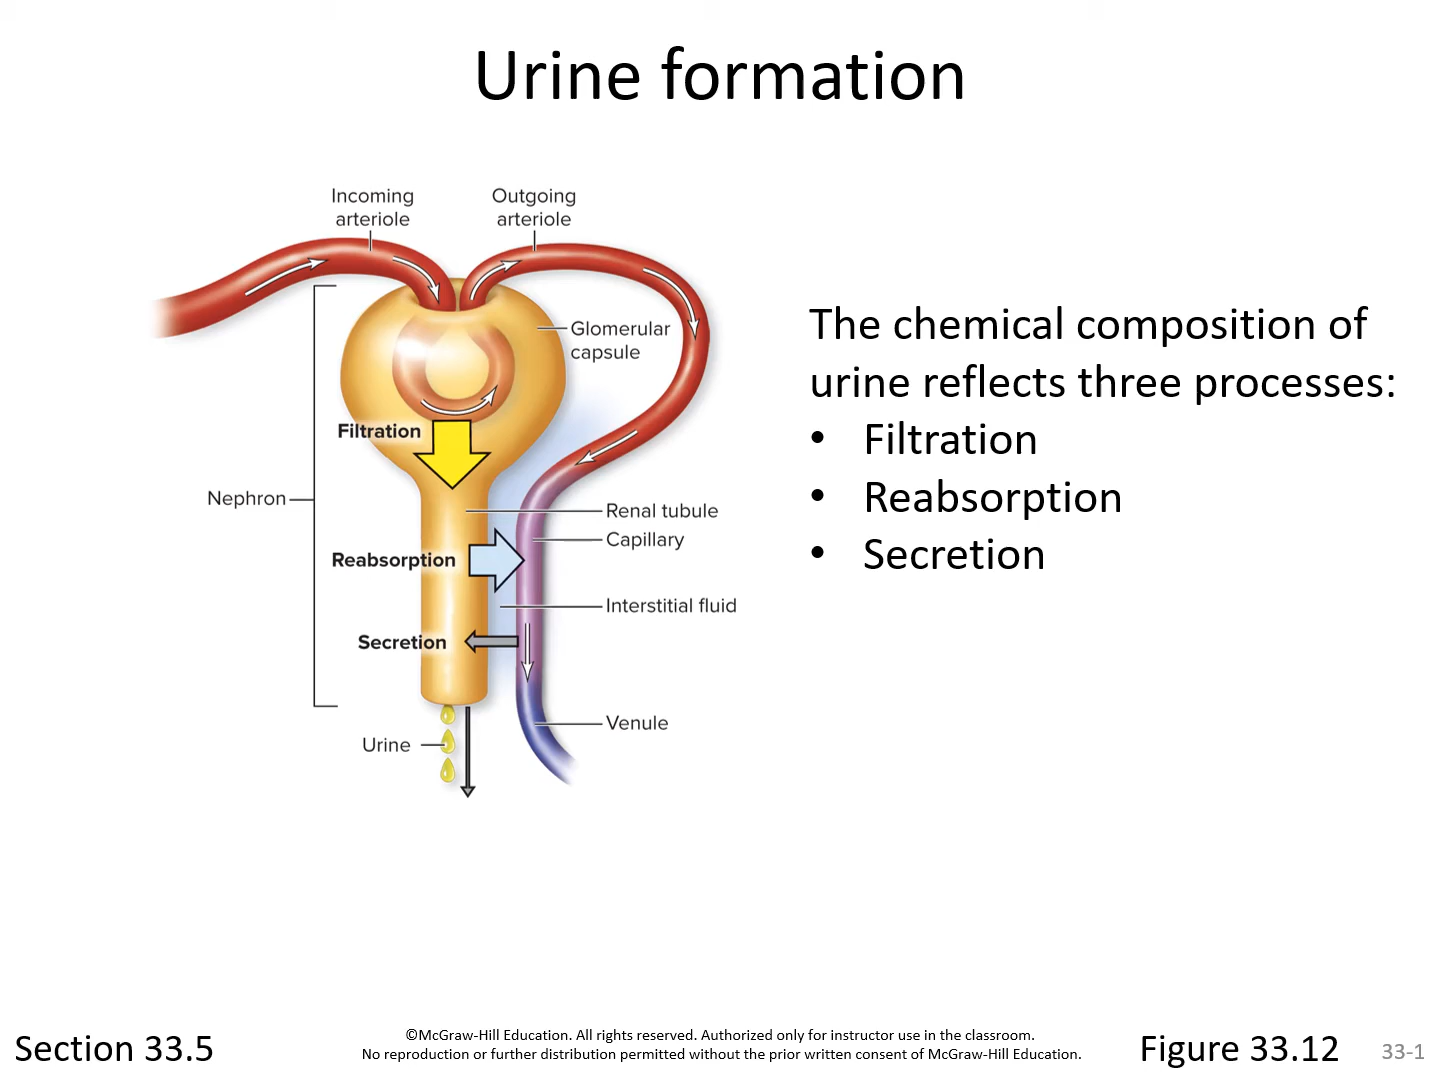 Urine formation
Incoming
arteriole
Outgoing
arteriole
Glomerular
capsule
Filtration
Nephron
Renal tubule
Capillary
Reabsorption
Interstitial fluid
Secretion
Venule
Urine
The chemical composition of
urine reflects three processes:
• Filtration
• Reabsorption
• Secretion
Section 33.5
©McGraw-Hill Education. All rights reserved. Authorized only for instructor use in the classroom.
No reproduction or further distribution permitted without the prior written consent of McGraw-Hill Education.
Figure 33.12
33-1